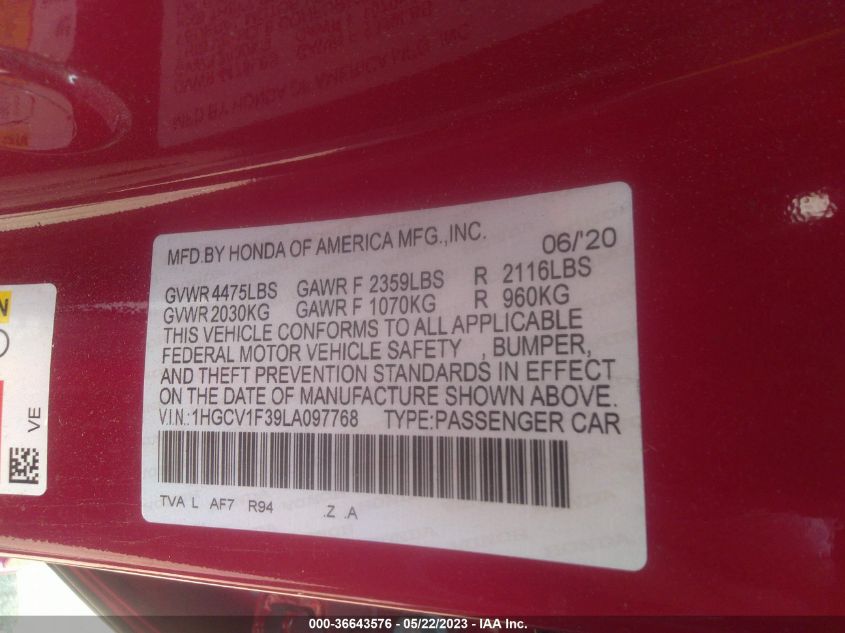 MFD.BY HONDA OF AMERICA MFG.,INC. 06/'20
GVWR 4475LBS GAWR F 2359LBS R 2116LBS
GVWR 2030KG GAWR F 1070KG R 960KG
THIS VEHICLE CONFORMS TO ALL APPLICABLE
FEDERAL MOTOR VEHICLE SAFETY , BUMPER,
AND THEFT PREVENTION STANDARDS IN EFFECT
ON THE DATE OF MANUFACTURE SHOWN ABOVE.
V.I.N.:1HGCV1F39LA097768 TYPE:PASSENGER CAR
TVA L AF7 R94 .Z .A
VE
000-36643576 - 05/22/2023 - IAA Inc.